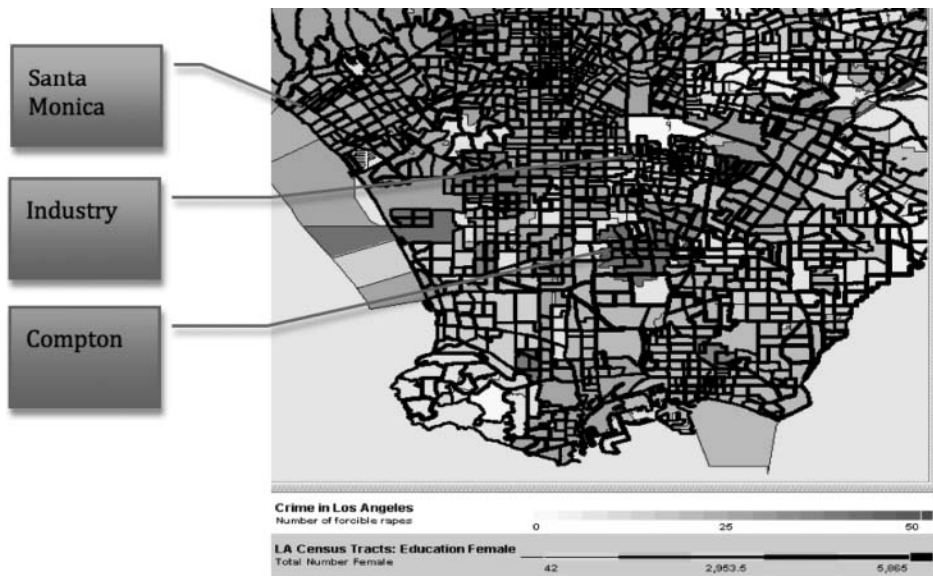 Santa
Monica
Industry
Compton
Crime in Los Angeles
Number of forcible rapes
0 25 50
LA Census Tracts: Education Female
Total Number Female
42 2,953.5 5,865